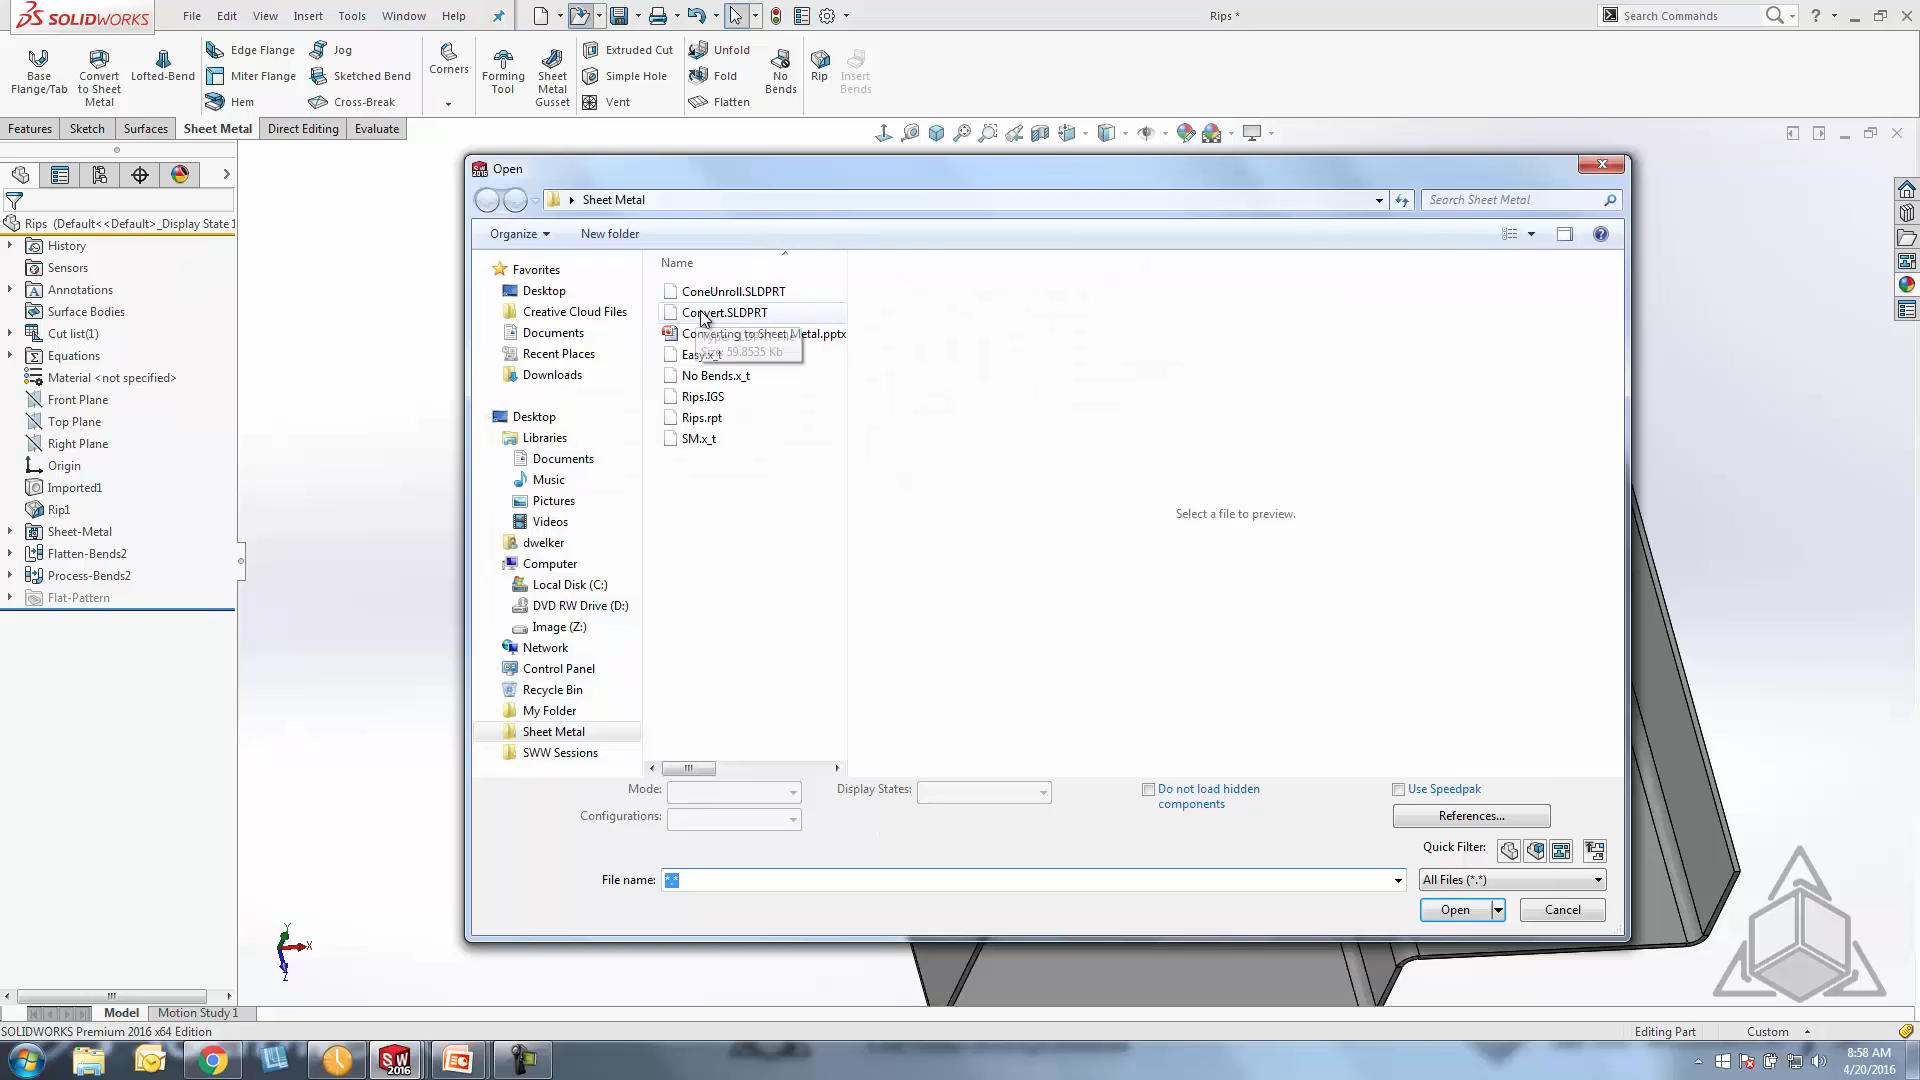 SOLIDWORKS File Edit View Insert Tools Window Help Rips * Search Commands
Base Flange/Tab
Convert to Sheet Metal
Lofted-Bend
Edge Flange
Miter Flange
Hem
Jog
Sketched Bend
Cross-Break
Corners
Forming Tool
Sheet Metal Gusset
Extruded Cut
Simple Hole
Vent
Unfold
Fold
Flatten
No Bends
Rip
Insert Bends
Features Sketch Surfaces Sheet Metal Direct Editing Evaluate
Rips (Default<<Default>_Display State 1
History
Sensors
Annotations
Surface Bodies
Cut list(1)
Equations
Material <not specified>
Front Plane
Top Plane
Right Plane
Origin
Imported1
Rip1
Sheet-Metal
Flatten-Bends2
Process-Bends2
Flat-Pattern
Open
Sheet Metal
Search Sheet Metal
Organize New folder
Favorites
Desktop
Creative Cloud Files
Documents
Recent Places
Downloads
Desktop
Libraries
Documents
Music
Pictures
Videos
dwelker
Computer
Local Disk (C:)
DVD RW Drive (D:)
Image (Z:)
Network
Control Panel
Recycle Bin
My Folder
Sheet Metal
SWW Sessions
Name
ConeUnroll.SLDPRT
Convert.SLDPRT
Converting to Sheet Metal.pptx
Easy.x_t
No Bends.x_t
Rips.IGS
Rips.rpt
SM.x_t
59.8535 Kb
Select a file to preview.
Mode:
Configurations:
Display States:
Do not load hidden
components
Use Speedpak
References...
Quick Filter:
File name: *.*
All Files (*.*)
Open Cancel
Y
X
Z
Model Motion Study 1
SOLIDWORKS Premium 2016 x64 Edition Editing Part Custom
8:58 AM
4/20/2016